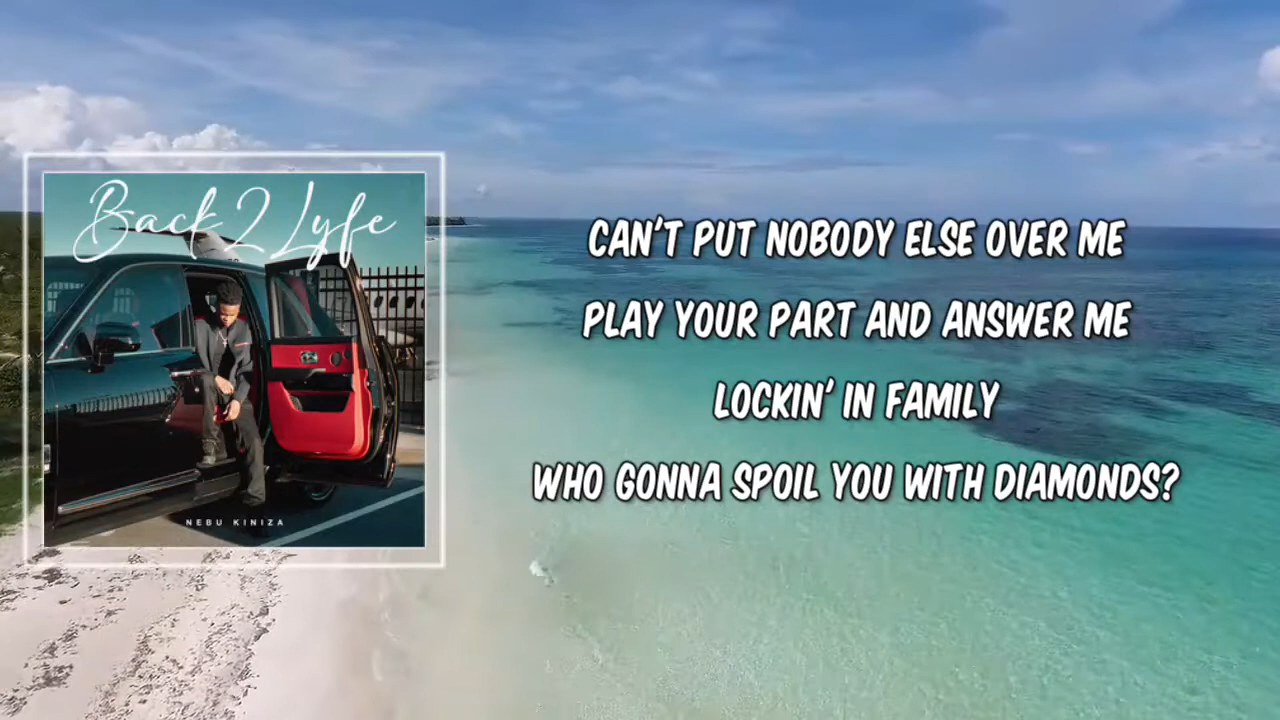 Back 2 Lyfe
NEBU KINIZA
CAN'T PUT NOBODY ELSE OVER ME
PLAY YOUR PART AND ANSWER ME
LOCKIN' IN FAMILY
WHO GONNA SPOIL YOU WITH DIAMONDS?